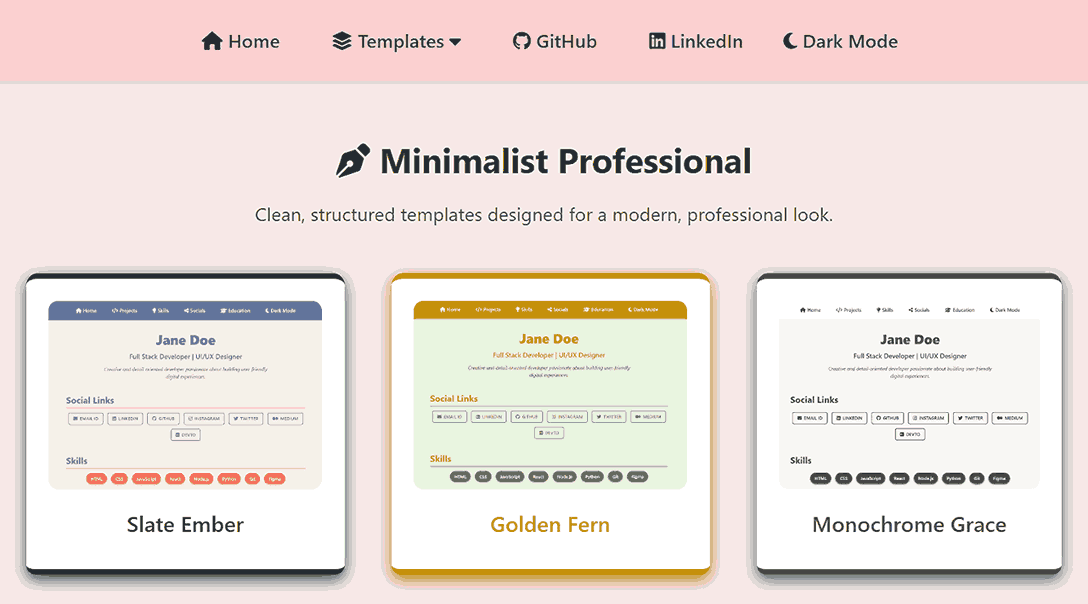 Home Templates GitHub LinkedIn Dark Mode
Minimalist Professional
Clean, structured templates designed for a modern, professional look.
Home Projects Skills Socials Education Dark Mode
Jane Doe
Full Stack Developer | UI/UX Designer
Creative and detail-oriented developer passionate about building user-friendly
digital experiences.
Social Links
EMAIL ID LINKEDIN GITHUB INSTAGRAM TWITTER MEDIUM
DEVTO
Skills
HTML CSS JavaScript React Node.js Python Git Figma
Slate Ember
Home Projects Skills Socials Education Dark Mode
Jane Doe
Full Stack Developer | UI/UX Designer
Creative and detail-oriented developer passionate about building user-friendly
digital experiences.
Social Links
EMAIL ID LINKEDIN GITHUB INSTAGRAM TWITTER MEDIUM
DEVTO
Skills
HTML CSS JavaScript React Node.js Python Git Figma
Golden Fern
Home Projects Skills Socials Education Dark Mode
Jane Doe
Full Stack Developer | UI/UX Designer
Creative and detail-oriented developer passionate about building user-friendly
digital experiences.
Social Links
EMAIL ID LINKEDIN GITHUB INSTAGRAM TWITTER MEDIUM
DEVTO
Skills
HTML CSS JavaScript React Node.js Python Git Figma
Monochrome Grace